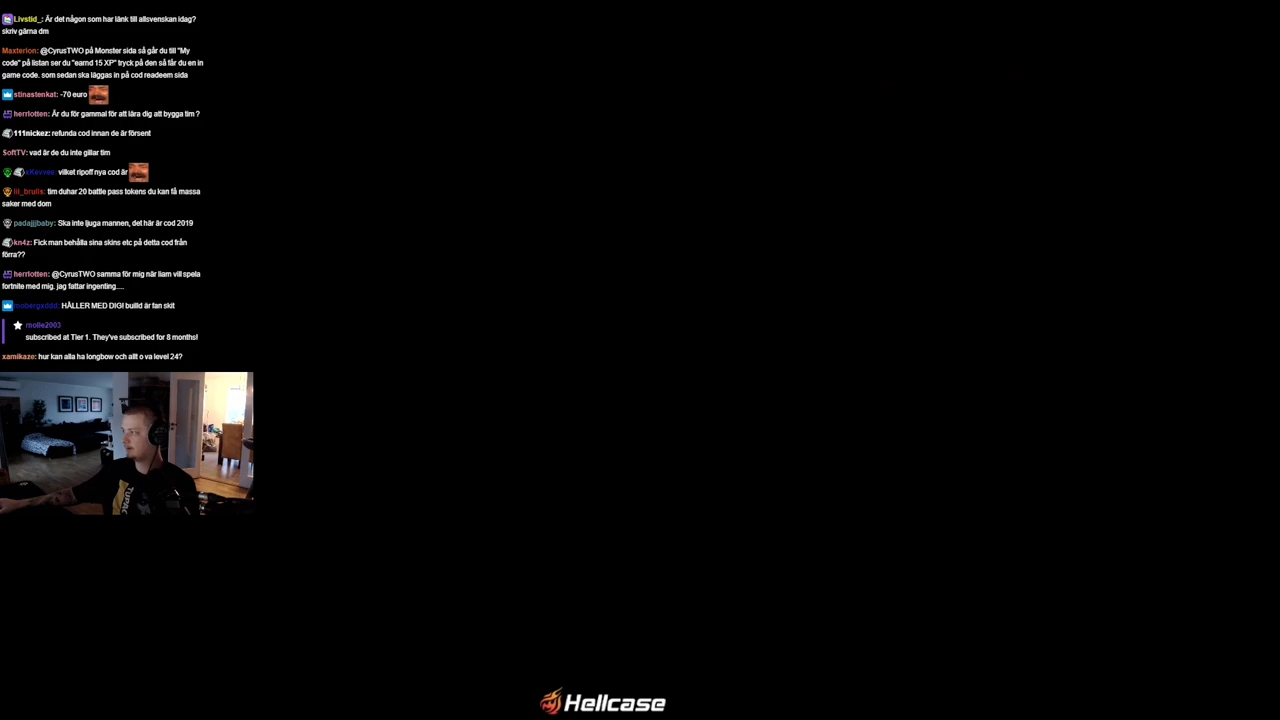 Livstid_: Är det någon som har länk till allsvenskan idag?
skriv gärna dm
Maxterion: @CyrusTWO på Monster sida så går du till "My
code" på listan ser du "earnd 15 XP" tryck på den så får du en
in game code. som sedan ska läggas in på cod readeem sida
stinastenkat: -70 euro
herrlotten: Är du för gammal för att lära dig att bygga tim ?
111nickez: refunda cod innan de är försent
SoftTV: vad är de du inte gillar tim
xKevvee: vilket ripoff nya cod är
lil_brulls: tim duhar 20 battle pass tokens du kan få massa
saker med dom
padajjjbaby: Ska inte ljuga mannen, det här är cod 2019
kn4z: Fick man behålla sina skins etc på detta cod från
förra??
herrlotten: @CyrusTWO samma för mig när liam vill spela
fortnite med mig. jag fattar ingenting....
HÅLLER MED DIG! builld är fan skit
molle2003
subscribed at Tier 1. They've subscribed for 8 months!
xamikaze: hur kan alla ha longbow och allt o va level 24?
TUPAC
Hellcase